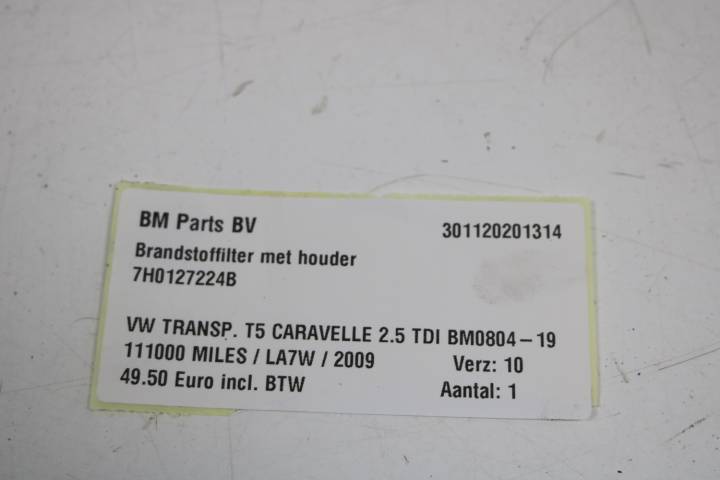 BM Parts BV 301120201314
Brandstoffilter met houder
7H0127224B
VW TRANSP. T5 CARAVELLE 2.5 TDI BM0804-19
111000 MILES / LA7W / 2009 Verz: 10
49.50 Euro incl. BTW Aantal: 1